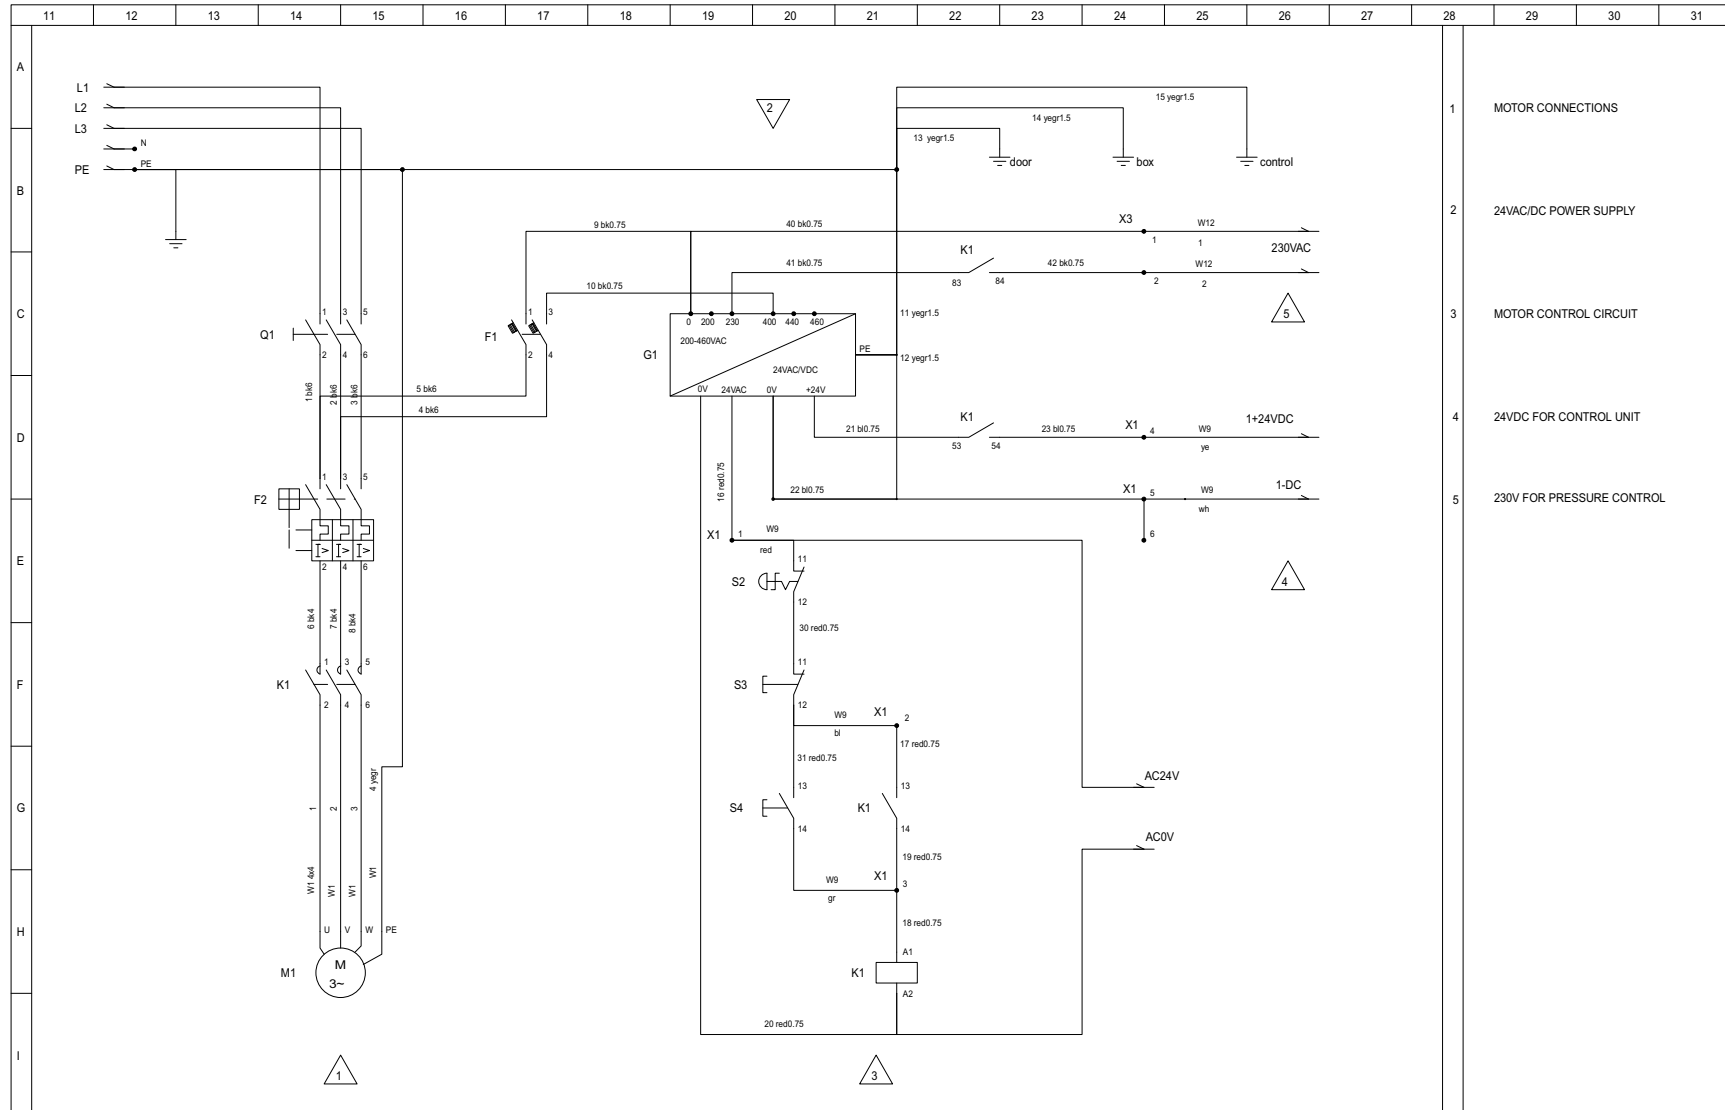 11 12 13 14 15 16 17 18 19 20 21 22 23 24 25 26 27 28 29 30 31
A
L1
L2
L3
N
PE PE
2
15 yegr1.5
14 yegr1.5
13 yegr1.5
door box control
1 MOTOR CONNECTIONS
B
9 bk0.75 40 bk0.75 X3 W12
1 1
230VAC
2 24VAC/DC POWER SUPPLY
K1
41 bk0.75 42 bk0.75 W12
83 84 2 2
10 bk0.75
C
Q1 1 3 5
2 4 6
F1 1 3
2 4
0 200 230 400 440 460
200-460VAC
G1
24VAC/VDC
0V 24VAC 0V +24V
PE
11 yegr1.5
12 yegr1.5
5
3 MOTOR CONTROL CIRCUIT
D
1 bk6
2 bk6
3 bk6
5 bk6
4 bk6
K1
21 bl0.75 23 bl0.75 X1 4 W9 1+24VDC
53 54 ye
4 24VDC FOR CONTROL UNIT
16 red0.75
22 bl0.75 X1 5 W9 1-DC
wh
6
5 230V FOR PRESSURE CONTROL
F2 1 3 5
I> I> I>
2 4 6
E
X1 1 W9
red
S2 11
12
4
6 bk4
7 bk4
8 bk4
30 red0.75
F
K1 1 3 5
2 4 6
S3 11
12
W9 X1 2
bl
31 red0.75 17 red0.75
G
1
2
3
4 yegr
S4 13
14
K1 13
14
AC24V
AC0V
19 red0.75
W9 X1 3
gr
H
W1 4x4
W1
W1
W1
U V W PE
M1
M
3~
18 red0.75
A1
K1
A2
I
20 red0.75
1
3